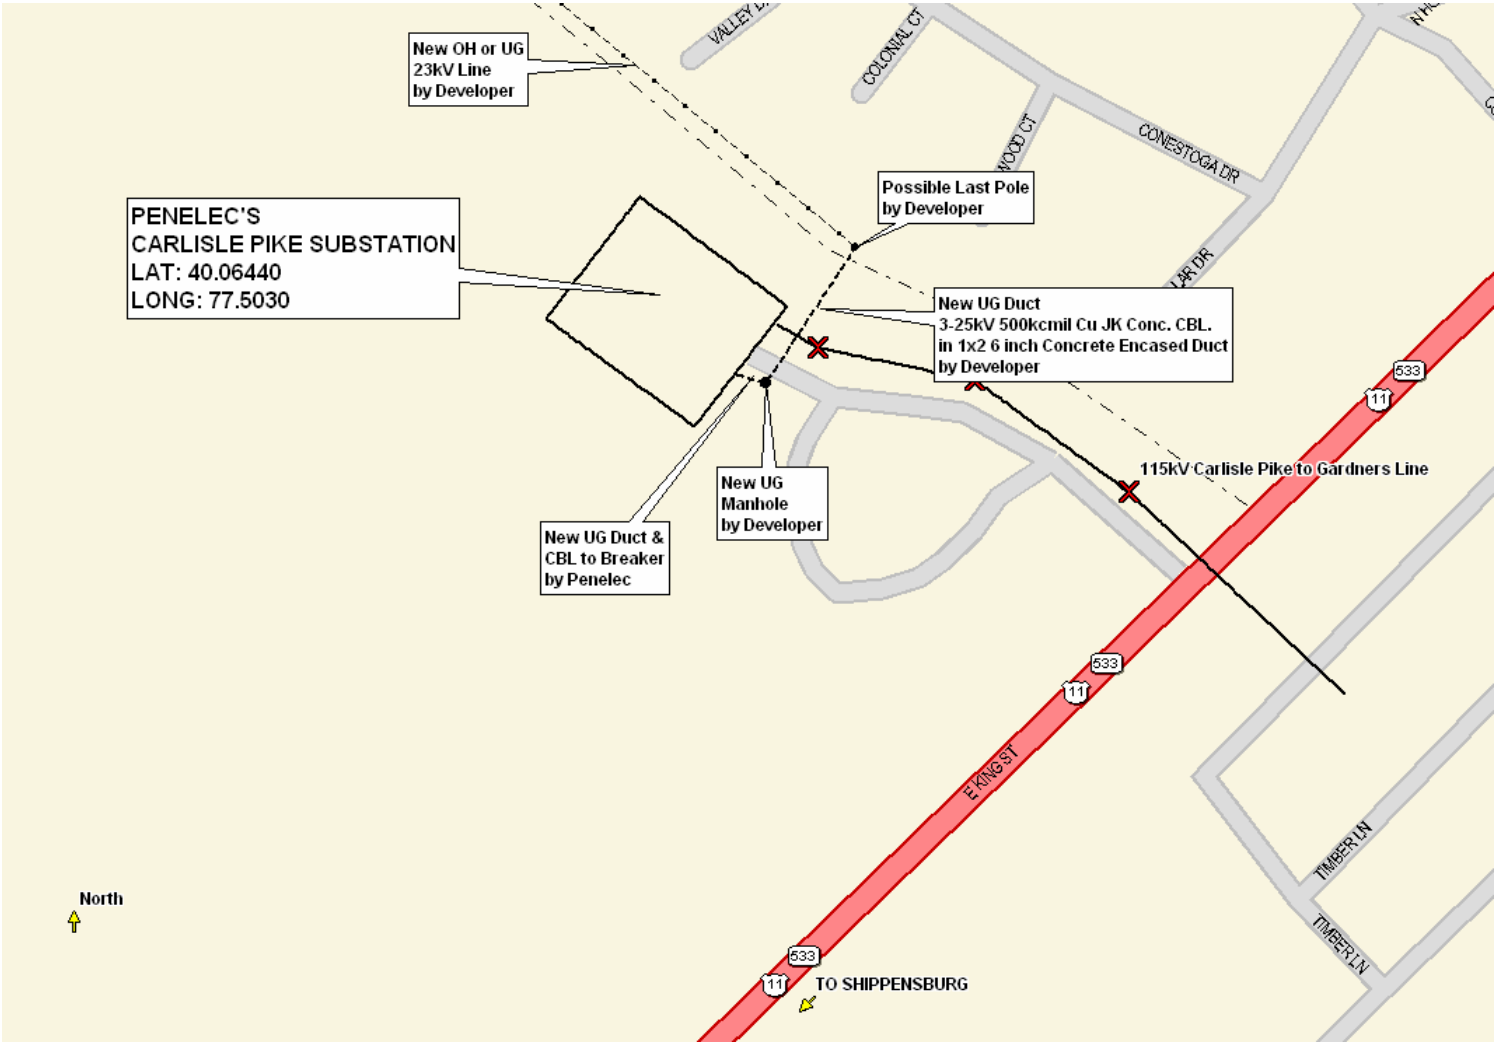 VALLEY
COLONIAL CT
New OH or UG
23kV Line
by Developer
CONESTOGA DR
WOOD CT
Possible Last Pole
by Developer
PENELEC'S
CARLISLE PIKE SUBSTATION
LAT: 40.06440
LONG: 77.5030
LAR DR
New UG Duct
3-25kV 500kcmil Cu JK Conc. CBL.
in 1x2 6 inch Concrete Encased Duct
by Developer
533
11
115kV Carlisle Pike to Gardners Line
New UG
Manhole
by Developer
New UG Duct &
CBL to Breaker
by Penelec
533
11
E KING ST
TIMBER LN
TIMBER LN
North
533
11
TO SHIPPENSBURG